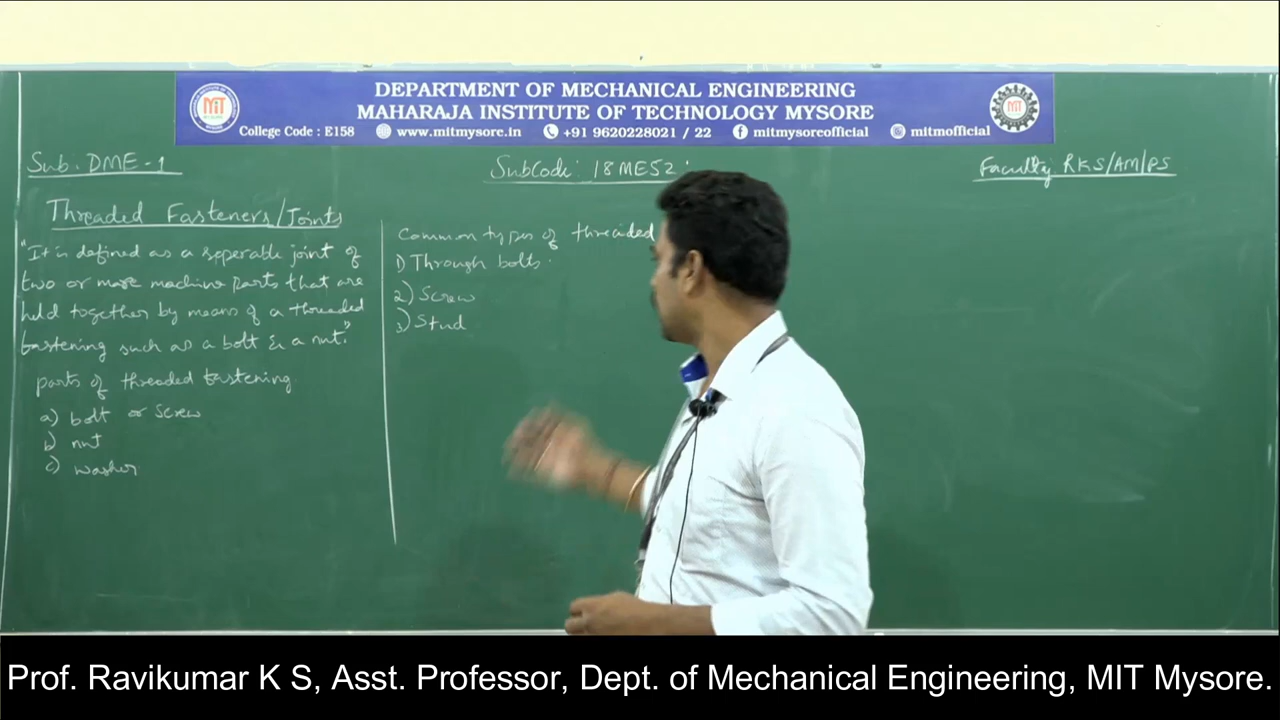 DEPARTMENT OF MECHANICAL ENGINEERING
MAHARAJA INSTITUTE OF TECHNOLOGY MYSORE
College Code : E158 www.mitmysore.in +91 9620228021 / 22 mitmysoreofficial mitmofficial
MiT
MiT
Sub: DME-1
SubCode: 18ME52
Faculty: RKS/AM/PS
Threaded Fasteners/Joints
"It is defined as a seperable joint of
two or more machine parts that are
held together by means of a threaded
fastening such as a bolt & a nut."
parts of threaded fastening
a) bolt or screw
b) nut
c) washer
Common types of threaded
1) Through bolts.
2) Screw
3) Stud
Prof. Ravikumar K S, Asst. Professor, Dept. of Mechanical Engineering, MIT Mysore.